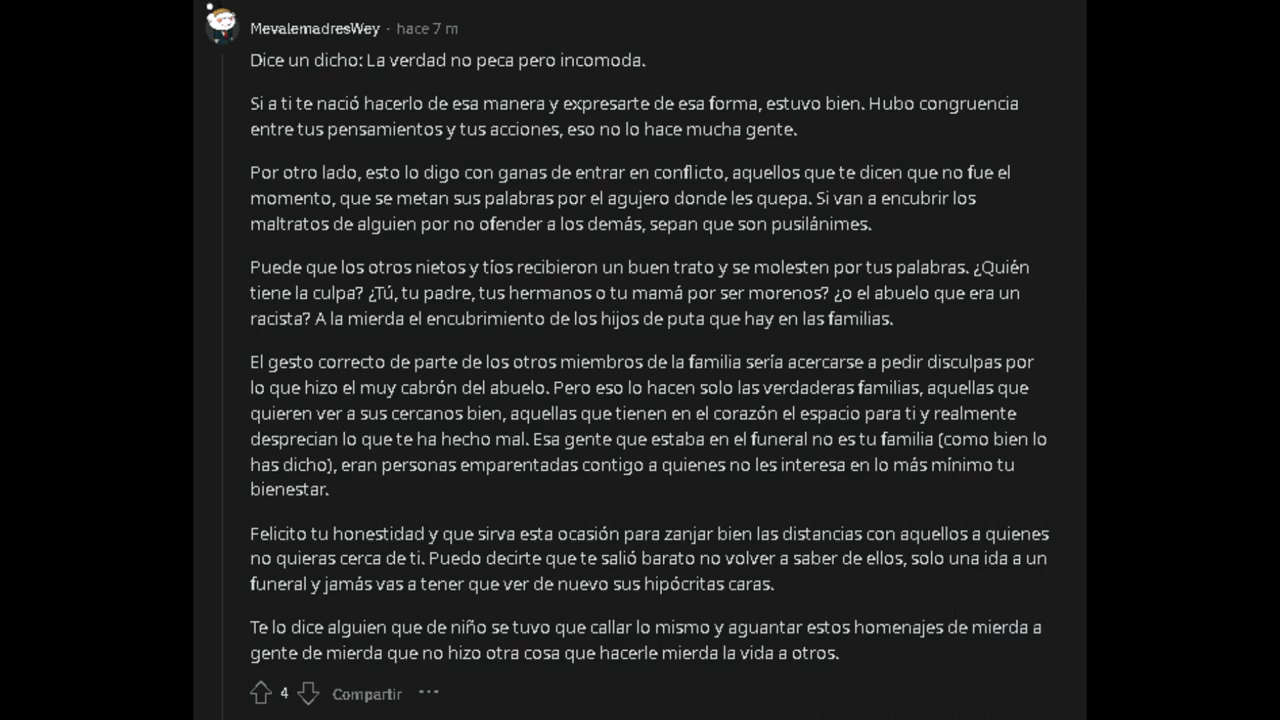 MevalemadresWey · hace 7 m
Dice un dicho: La verdad no peca pero incomoda.
Si a ti te nació hacerlo de esa manera y expresarte de esa forma, estuvo bien. Hubo congruencia
entre tus pensamientos y tus acciones, eso no lo hace mucha gente.
Por otro lado, esto lo digo con ganas de entrar en conflicto, aquellos que te dicen que no fue el
momento, que se metan sus palabras por el agujero donde les quepa. Si van a encubrir los
maltratos de alguien por no ofender a los demás, sepan que son pusilánimes.
Puede que los otros nietos y tíos recibieron un buen trato y se molesten por tus palabras. ¿Quién
tiene la culpa? ¿Tú, tu padre, tus hermanos o tu mamá por ser morenos? ¿o el abuelo que era un
racista? A la mierda el encubrimiento de los hijos de puta que hay en las familias.
El gesto correcto de parte de los otros miembros de la familia sería acercarse a pedir disculpas por
lo que hizo el muy cabrón del abuelo. Pero eso lo hacen solo las verdaderas familias, aquellas que
quieren ver a sus cercanos bien, aquellas que tienen en el corazón el espacio para ti y realmente
desprecian lo que te ha hecho mal. Esa gente que estaba en el funeral no es tu familia (como bien lo
has dicho), eran personas emparentadas contigo a quienes no les interesa en lo más mínimo tu
bienestar.
Felicito tu honestidad y que sirva esta ocasión para zanjar bien las distancias con aquellos a quienes
no quieras cerca de ti. Puedo decirte que te salió barato no volver a saber de ellos, solo una ida a un
funeral y jamás vas a tener que ver de nuevo sus hipócritas caras.
Te lo dice alguien que de niño se tuvo que callar lo mismo y aguantar estos homenajes de mierda a
gente de mierda que no hizo otra cosa que hacerle mierda la vida a otros.
4 Compartir ···